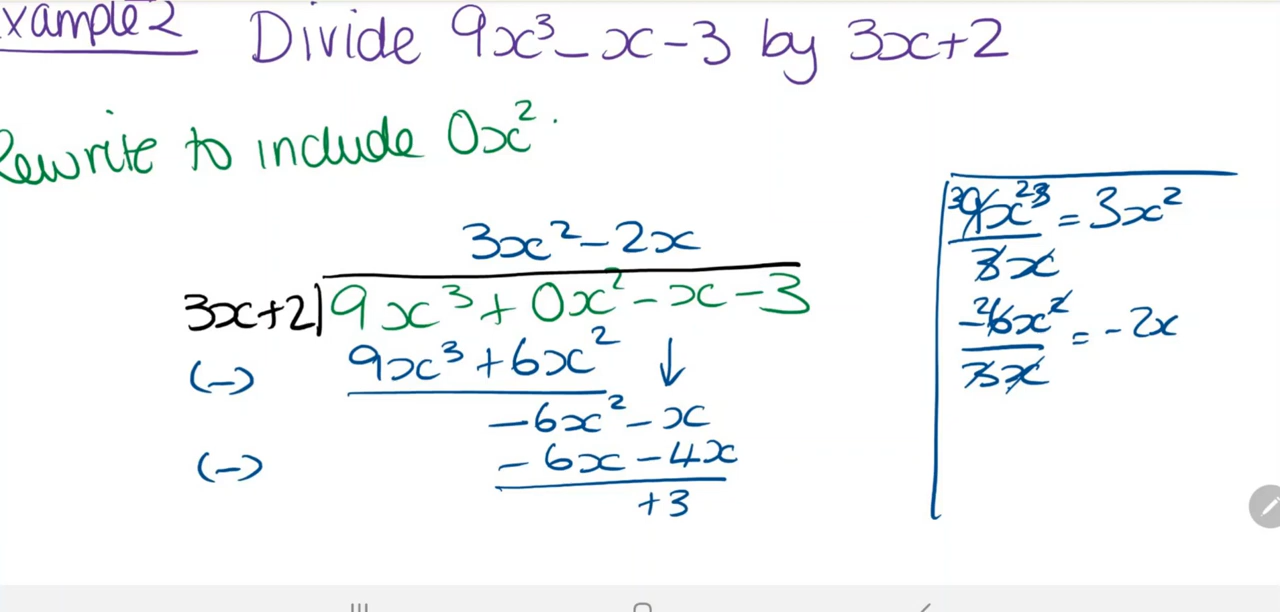 xample 2 Divide 9x³ - x - 3 by 3x+2
Rewrite to include 0x².
3x² - 2x
3x+2)9x³ + 0x² - x - 3
(-) 9x³ + 6x² ↓
-6x² - x
(-) -6x - 4x
+3
9x³/3x = 3x²
-6x²/3x = -2x